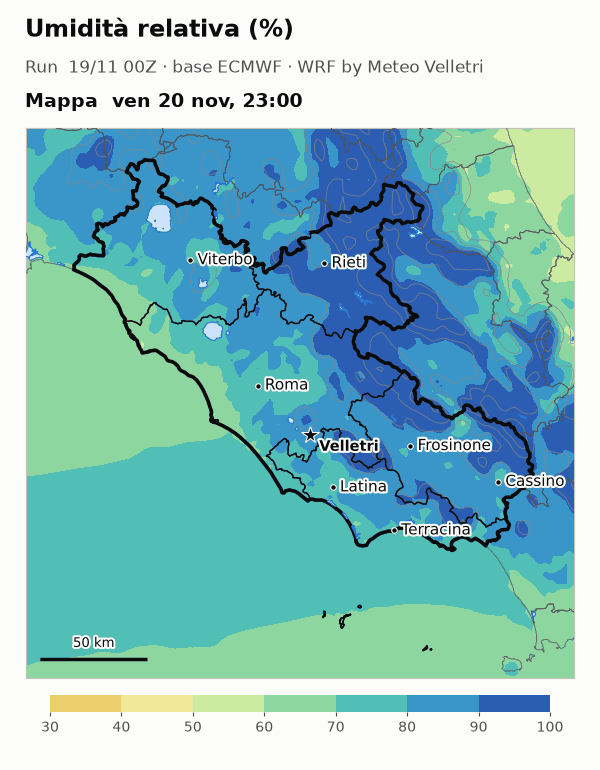 Umidità relativa (%)
Run  19/11 00Z · base ECMWF · WRF by Meteo Velletri
Mappa  ven 20 nov, 23:00
Viterbo
Rieti
Roma
Velletri
Frosinone
Cassino
Latina
Terracina
50 km
30 40 50 60 70 80 90 100